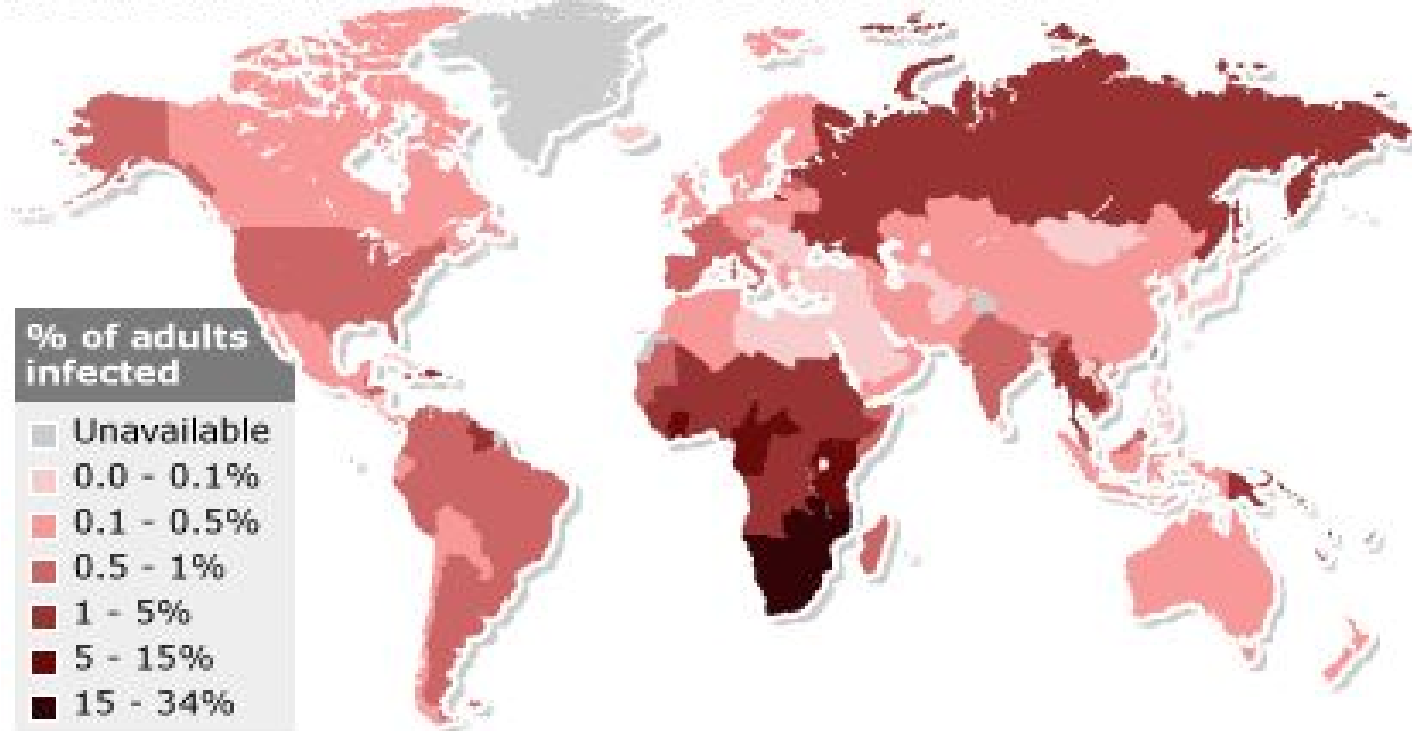 % of adults
infected
Unavailable
0.0 - 0.1%
0.1 - 0.5%
0.5 - 1%
1 - 5%
5 - 15%
15 - 34%